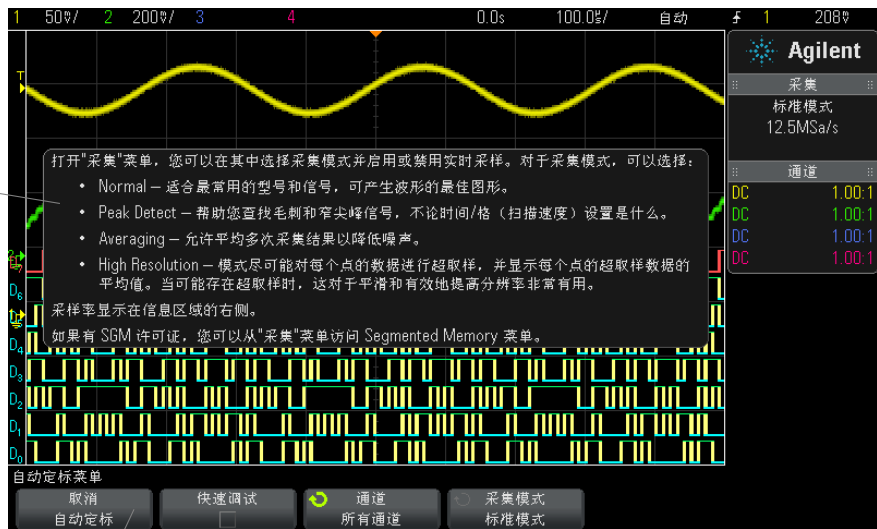 1 50V/ 2 200V/ 3 4 0.0s 100.0s/ 自动 1 208V
Agilent
采集
标准模式
12.5MSa/s
通道
DC 1.00:1
DC 1.00:1
DC 1.00:1
DC 1.00:1
T
打开"采集"菜单，您可以在其中选择采集模式并启用或禁用实时采样。对于采集模式，可以选择：
• Normal – 适合最常用的型号和信号，可产生波形的最佳图形。
• Peak Detect – 帮助您查找毛刺和窄尖峰信号，不论时间/格（扫描速度）设置是什么。
• Averaging – 允许平均多次采集结果以降低噪声。
• High Resolution – 模式尽可能对每个点的数据进行超取样，并显示每个点的超取样数据的
平均值。当可能存在超取样时，这对于平滑和有效地提高分辨率非常有用。
采样率显示在信息区域的右侧。
如果有 SGM 许可证，您可以从"采集"菜单访问 Segmented Memory 菜单。
D6
D4
D3
D2
D1
D0
自动定标菜单
取消 快速调试 通道 采集模式
自动定标 所有通道 标准模式